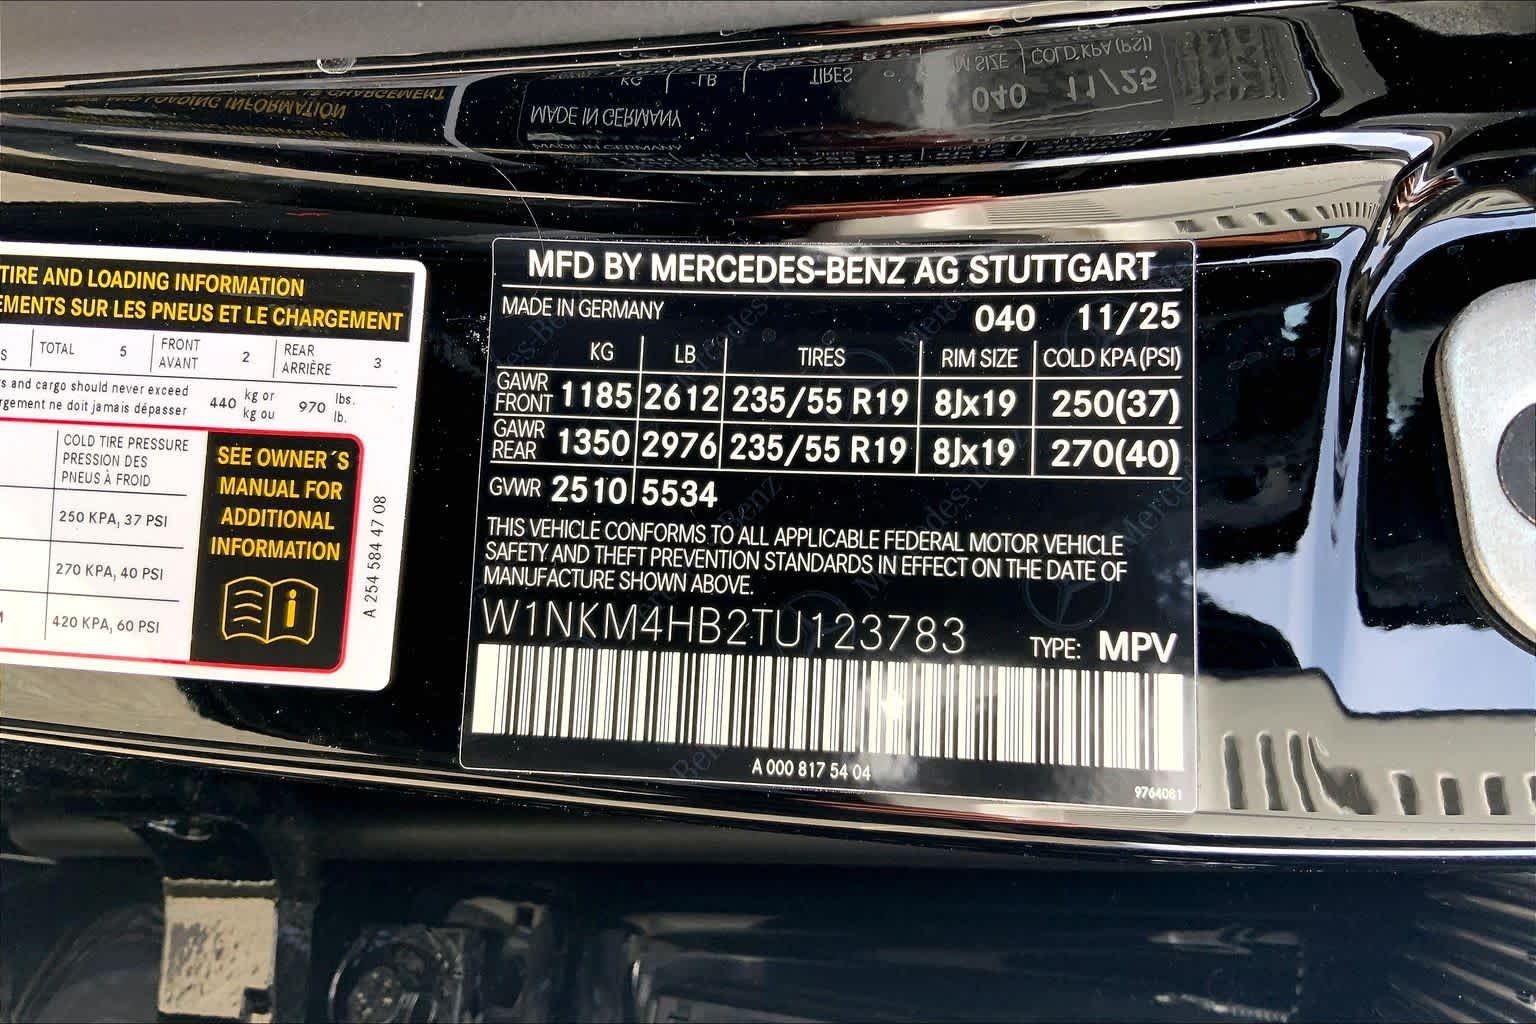 TIRE AND LOADING INFORMATION
EMENTS SUR LES PNEUS ET LE CHARGEMENT
S TOTAL 5 FRONT AVANT 2 REAR ARRIÈRE 3
s and cargo should never exceed
rgement ne doit jamais dépasser
440 kg or kg ou 970 lbs. lb.
COLD TIRE PRESSURE
PRESSION DES
PNEUS À FROID
250 KPA, 37 PSI
270 KPA, 40 PSI
420 KPA, 60 PSI
SEE OWNER´S
MANUAL FOR
ADDITIONAL
INFORMATION
A 254 584 47 08
MFD BY MERCEDES-BENZ AG STUTTGART
MADE IN GERMANY 040 11/25
KG LB TIRES RIM SIZE COLD KPA (PSI)
GAWR FRONT 1185 2612 235/55 R19 8Jx19 250(37)
GAWR REAR 1350 2976 235/55 R19 8Jx19 270(40)
GVWR 2510 5534
THIS VEHICLE CONFORMS TO ALL APPLICABLE FEDERAL MOTOR VEHICLE
SAFETY AND THEFT PREVENTION STANDARDS IN EFFECT ON THE DATE OF
MANUFACTURE SHOWN ABOVE.
W1NKM4HB2TU123783 TYPE: MPV
A 000 817 54 04
9764081